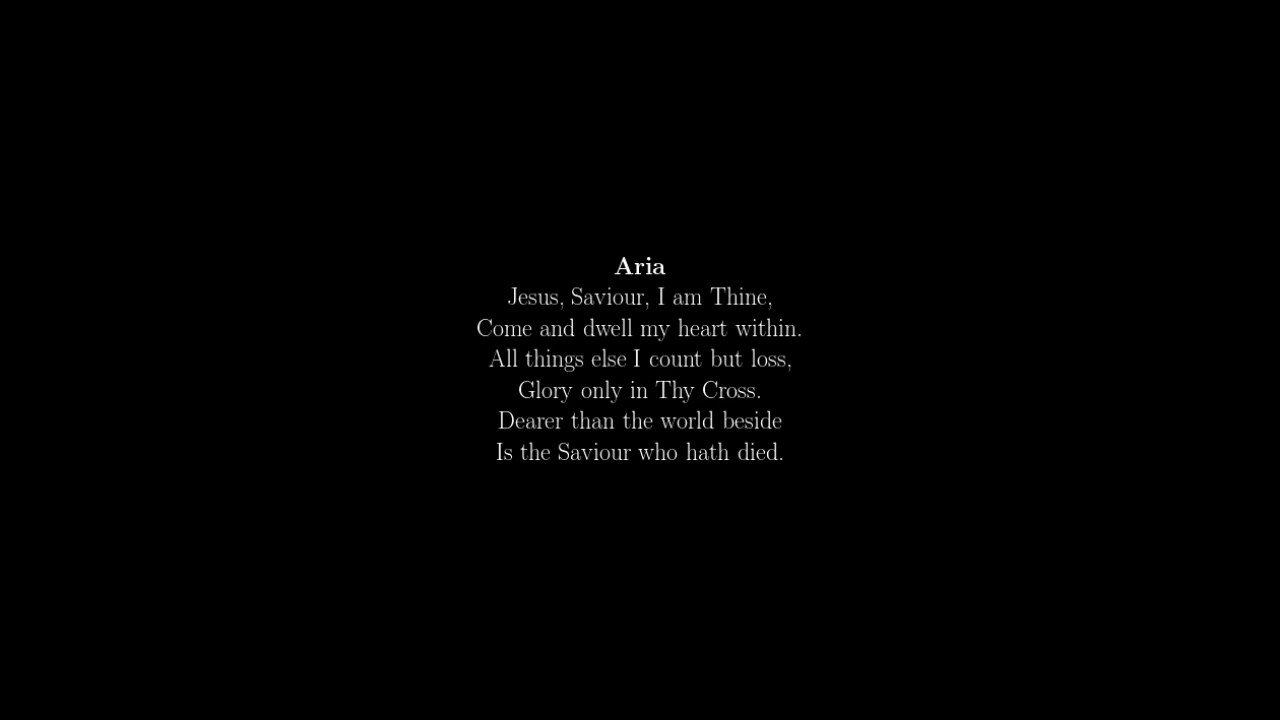 Aria
Jesus, Saviour, I am Thine,
Come and dwell my heart within.
All things else I count but loss,
Glory only in Thy Cross.
Dearer than the world beside
Is the Saviour who hath died.